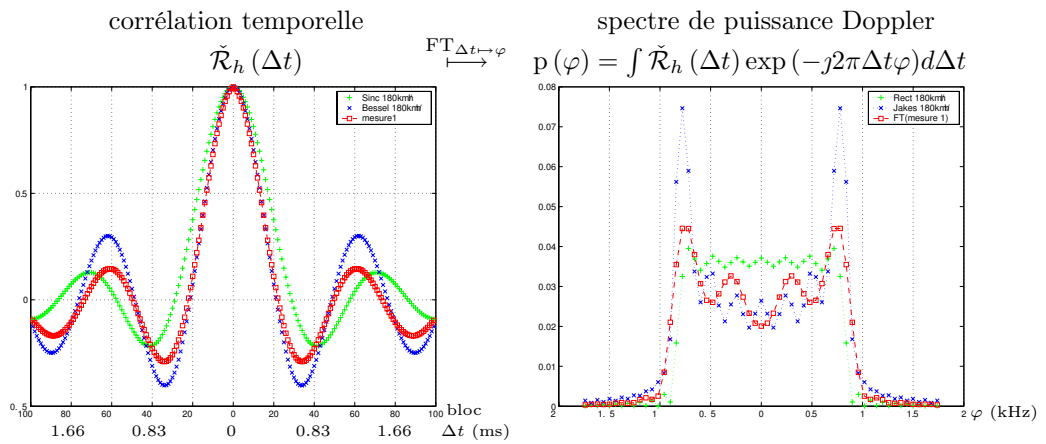 corrélation temporelle
Ř_h (Δt)
FT_{Δt↦φ}
⟼
spectre de puissance Doppler
p (φ) = ∫ Ř_h (Δt) exp (−ȷ2πΔtφ)dΔt
Sinc 180km/h
Bessel 180km/h
mesure1
1
0.5
0
0.5
100 80 60 40 20 0 20 40 60 80 100 bloc
1.66 0.83 0 0.83 1.66 Δt (ms)
Rect 180km/h
Jakes 180km/h
FT(mesure 1)
0.08
0.07
0.06
0.05
0.04
0.03
0.02
0.01
0
2 1. 5 1 0. 5 0 0.5 1 1.5 2 φ (kHz)